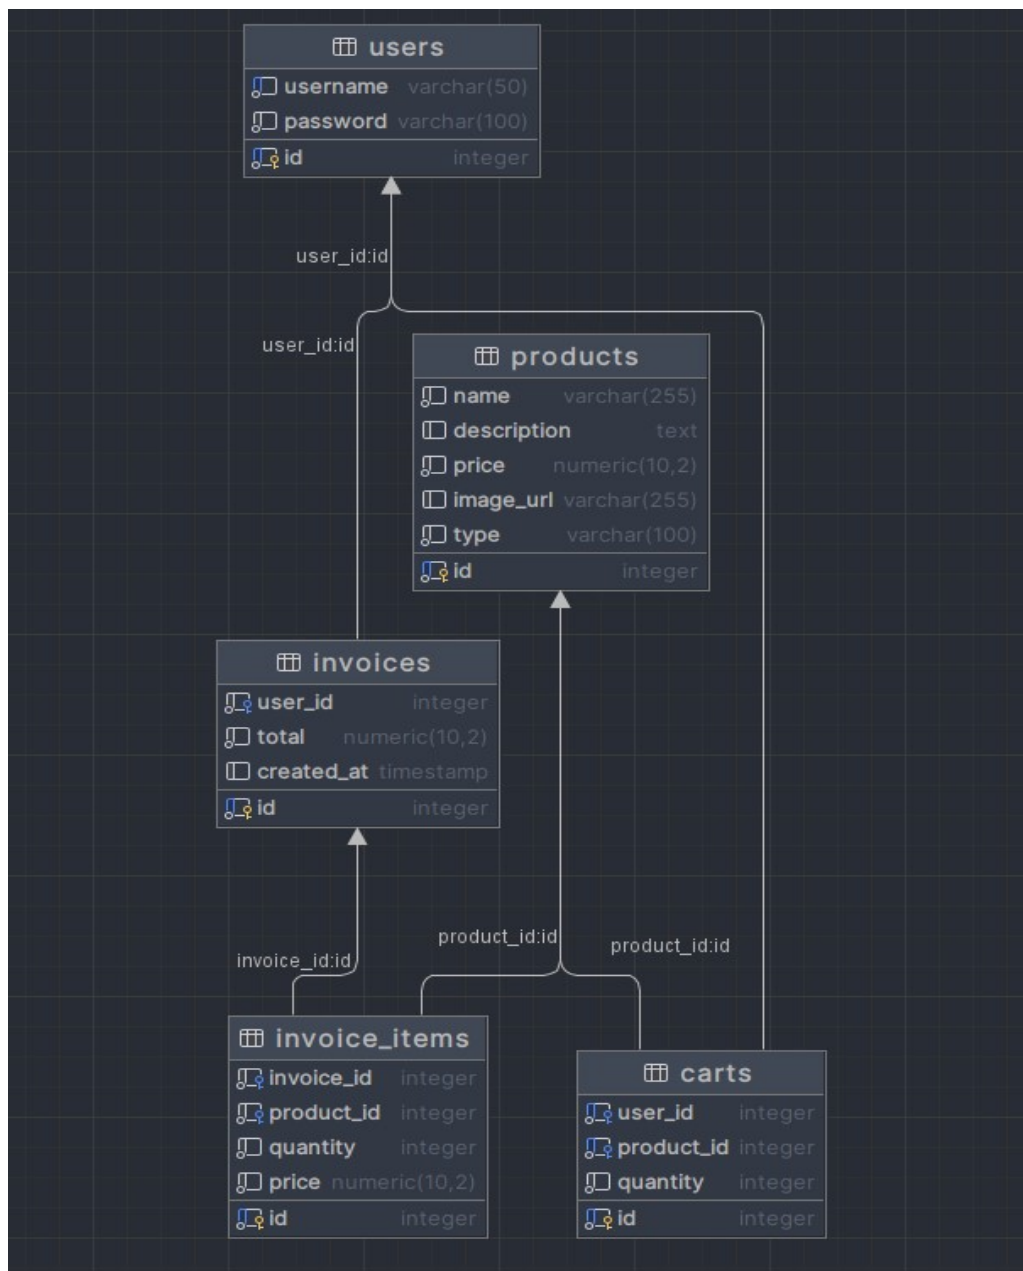 users
username varchar(50)
password varchar(100)
id integer
user_id:id
user_id:id
products
name varchar(255)
description text
price numeric(10,2)
image_url varchar(255)
type varchar(100)
id integer
invoices
user_id integer
total numeric(10,2)
created_at timestamp
id integer
product_id:id
product_id:id
invoice_id:id
invoice_items
invoice_id integer
product_id integer
quantity integer
price numeric(10,2)
id integer
carts
user_id integer
product_id integer
quantity integer
id integer